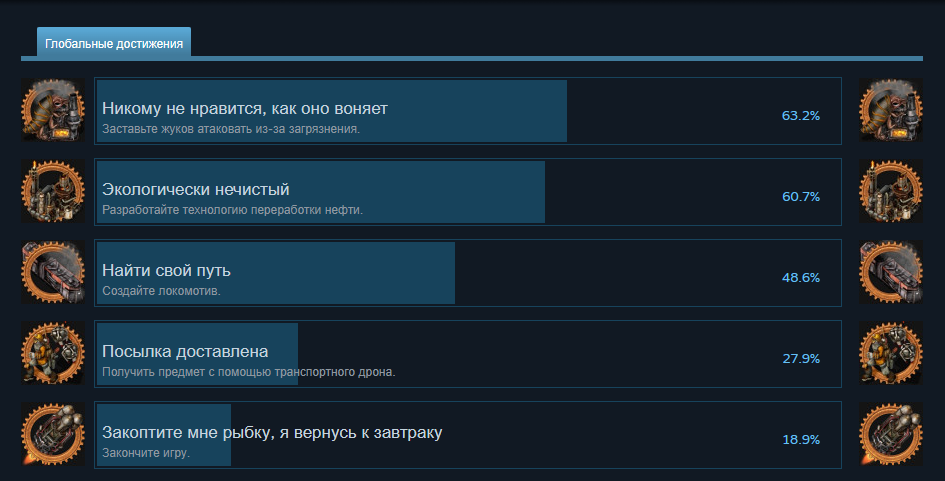 Глобальные достижения
Никому не нравится, как оно воняет
Заставьте жуков атаковать из-за загрязнения.
63.2%
Экологически нечистый
Разработайте технологию переработки нефти.
60.7%
Найти свой путь
Создайте локомотив.
48.6%
Посылка доставлена
Получить предмет с помощью транспортного дрона.
27.9%
Закоптите мне рыбку, я вернусь к завтраку
Закончите игру.
18.9%